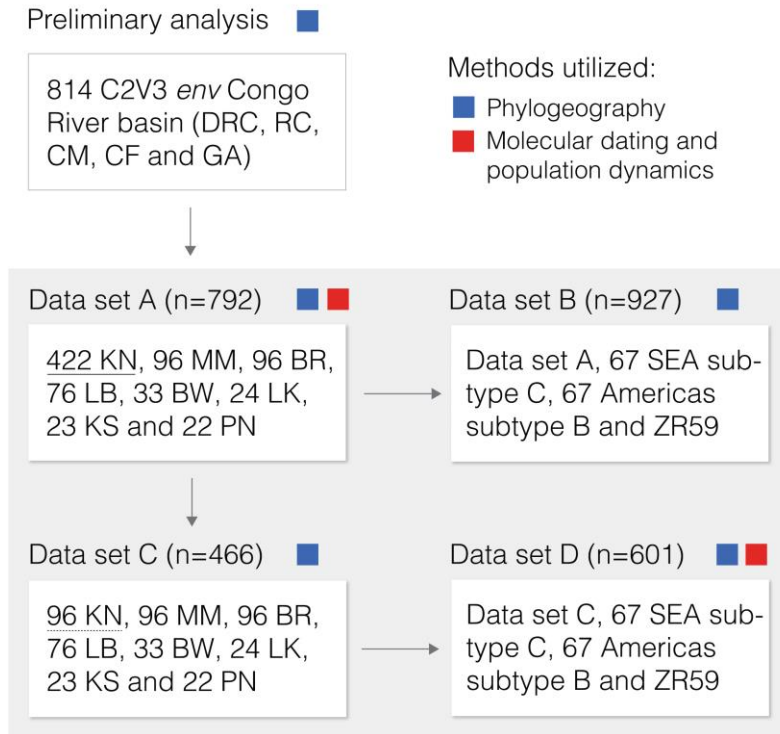 Preliminary analysis
814 C2V3 env Congo
River basin (DRC, RC,
CM, CF and GA)
Methods utilized:
Phylogeography
Molecular dating and
population dynamics
Data set A (n=792)
422 KN, 96 MM, 96 BR,
76 LB, 33 BW, 24 LK,
23 KS and 22 PN
Data set B (n=927)
Data set A, 67 SEA sub-
type C, 67 Americas
subtype B and ZR59
Data set C (n=466)
96 KN, 96 MM, 96 BR,
76 LB, 33 BW, 24 LK,
23 KS and 22 PN
Data set D (n=601)
Data set C, 67 SEA sub-
type C, 67 Americas
subtype B and ZR59